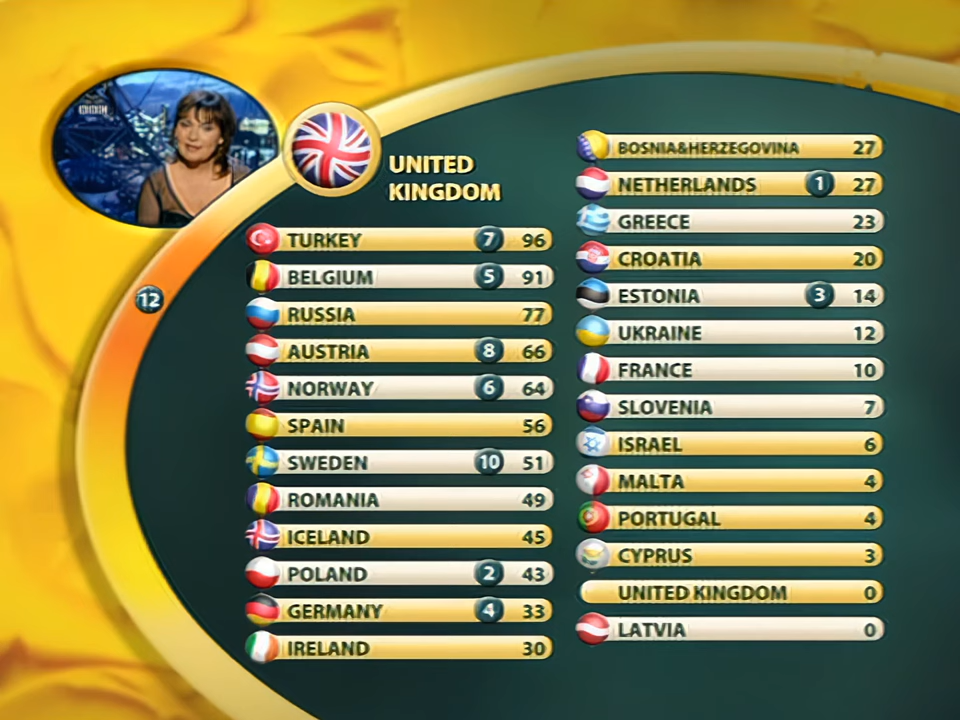 BBC
UNITED
KINGDOM
12
TURKEY 7 96
BELGIUM 5 91
RUSSIA 77
AUSTRIA 8 66
NORWAY 6 64
SPAIN 56
SWEDEN 10 51
ROMANIA 49
ICELAND 45
POLAND 2 43
GERMANY 4 33
IRELAND 30
BOSNIA&HERZEGOVINA 27
NETHERLANDS 1 27
GREECE 23
CROATIA 20
ESTONIA 3 14
UKRAINE 12
FRANCE 10
SLOVENIA 7
ISRAEL 6
MALTA 4
PORTUGAL 4
CYPRUS 3
UNITED KINGDOM 0
LATVIA 0